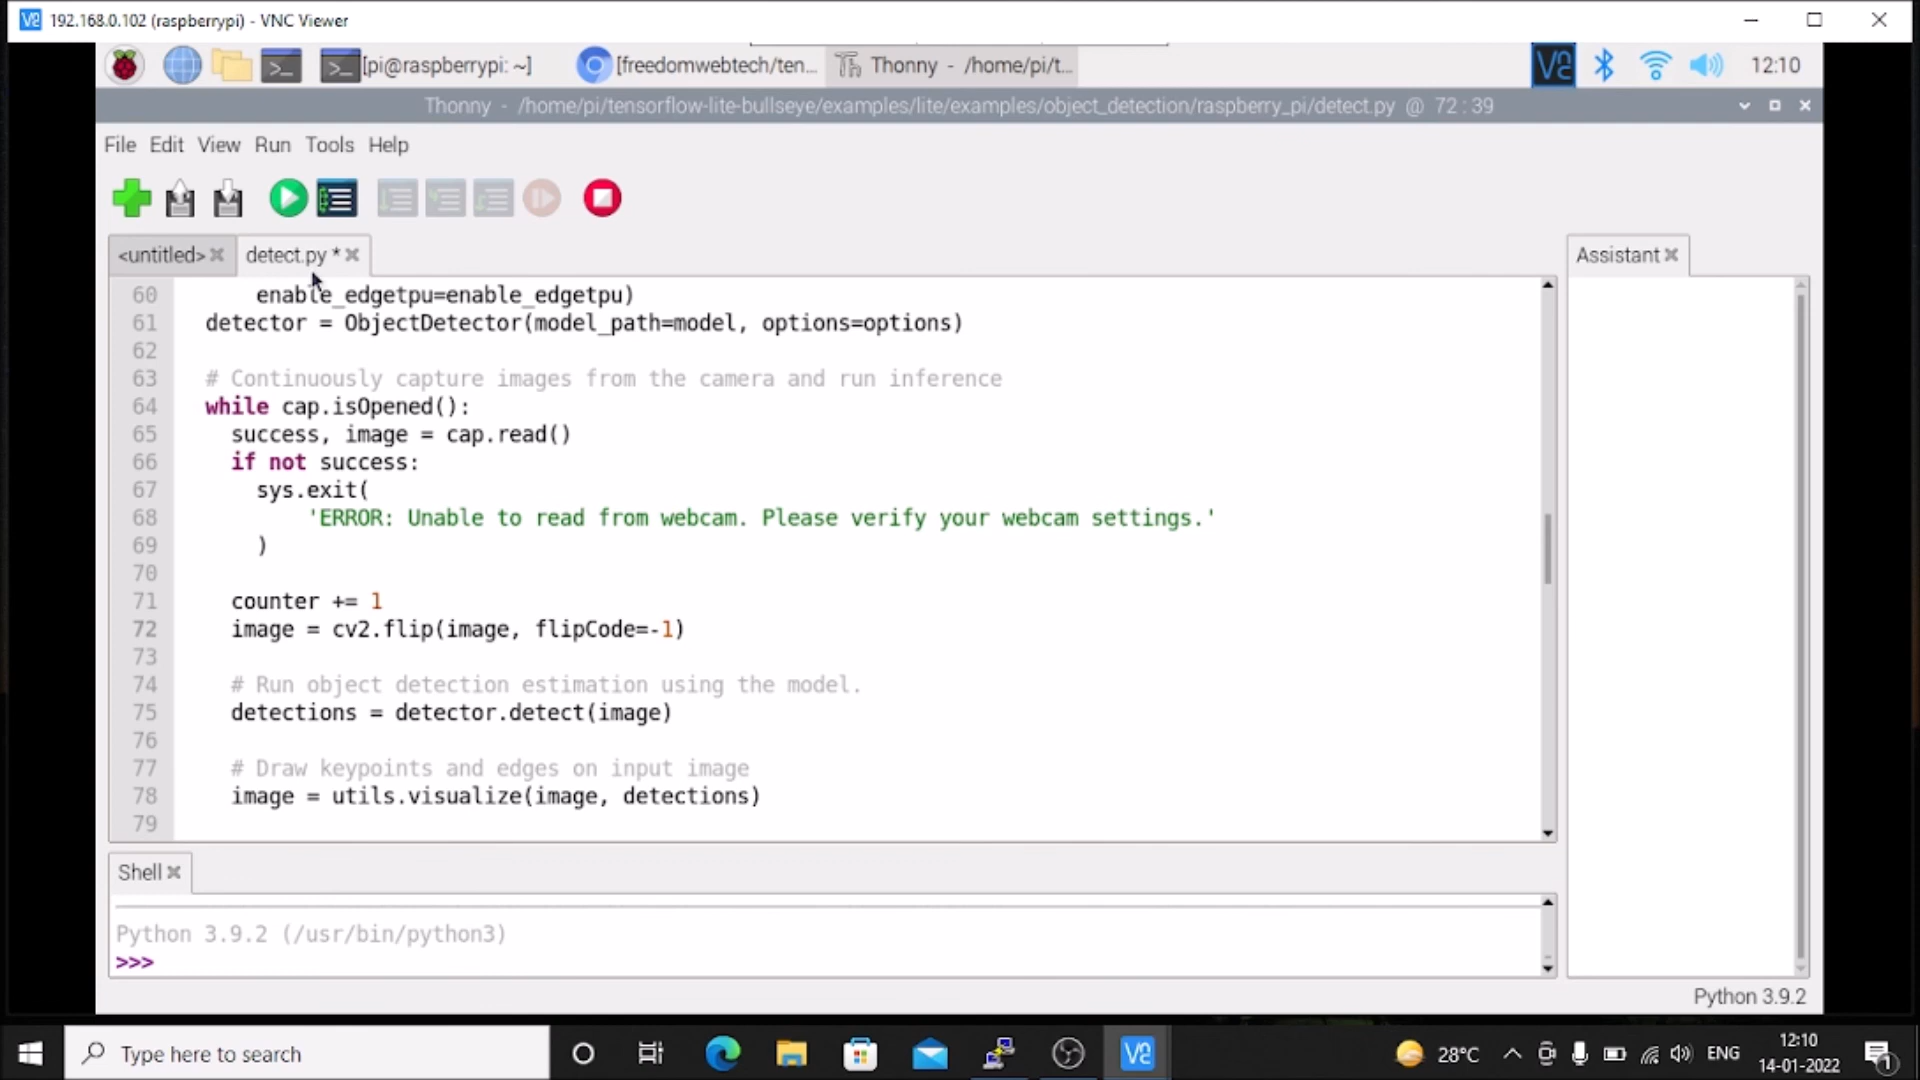 192.168.0.102 (raspberrypi) - VNC Viewer
[pi@raspberrypi: ~]
[freedomwebtech/ten...
Thonny - /home/pi/t...
12:10
Thonny - /home/pi/tensorflow-lite-bullseye/examples/lite/examples/object_detection/raspberry_pi/detect.py @ 72 : 39
File Edit View Run Tools Help
<untitled>
detect.py *
Assistant
60 enable_edgetpu=enable_edgetpu)
61 detector = ObjectDetector(model_path=model, options=options)
62
63 # Continuously capture images from the camera and run inference
64 while cap.isOpened():
65 success, image = cap.read()
66 if not success:
67 sys.exit(
68 'ERROR: Unable to read from webcam. Please verify your webcam settings.'
69 )
70
71 counter += 1
72 image = cv2.flip(image, flipCode=-1)
73
74 # Run object detection estimation using the model.
75 detections = detector.detect(image)
76
77 # Draw keypoints and edges on input image
78 image = utils.visualize(image, detections)
79
Shell
Python 3.9.2 (/usr/bin/python3)
>>>
Python 3.9.2
Type here to search
28°C
ENG
12:10
14-01-2022
1